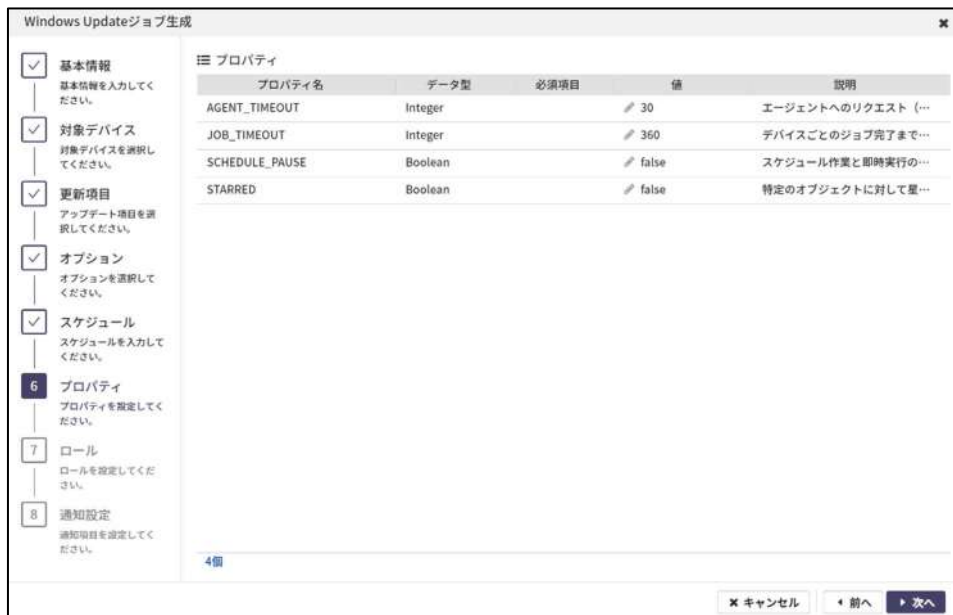 Windows Updateジョブ生成
基本情報
基本情報を入力してく
ださい。
対象デバイス
対象デバイスを選択し
てください。
更新項目
アップデート項目を選
択してください。
オプション
オプションを選択して
ください。
スケジュール
スケジュールを入力して
ください。
6 プロパティ
プロパティを設定してく
ださい。
7 ロール
ロールを設定してくだ
さい。
8 通知設定
通知項目を設定してく
ださい。
プロパティ
プロパティ名 データ型 必須項目 値 説明
AGENT_TIMEOUT Integer 30 エージェントへのリクエスト（…
JOB_TIMEOUT Integer 360 デバイスごとのジョブ完了まで…
SCHEDULE_PAUSE Boolean false スケジュール作業と即時実行の…
STARRED Boolean false 特定のオブジェクトに対して星…
4個
キャンセル 前へ 次へ